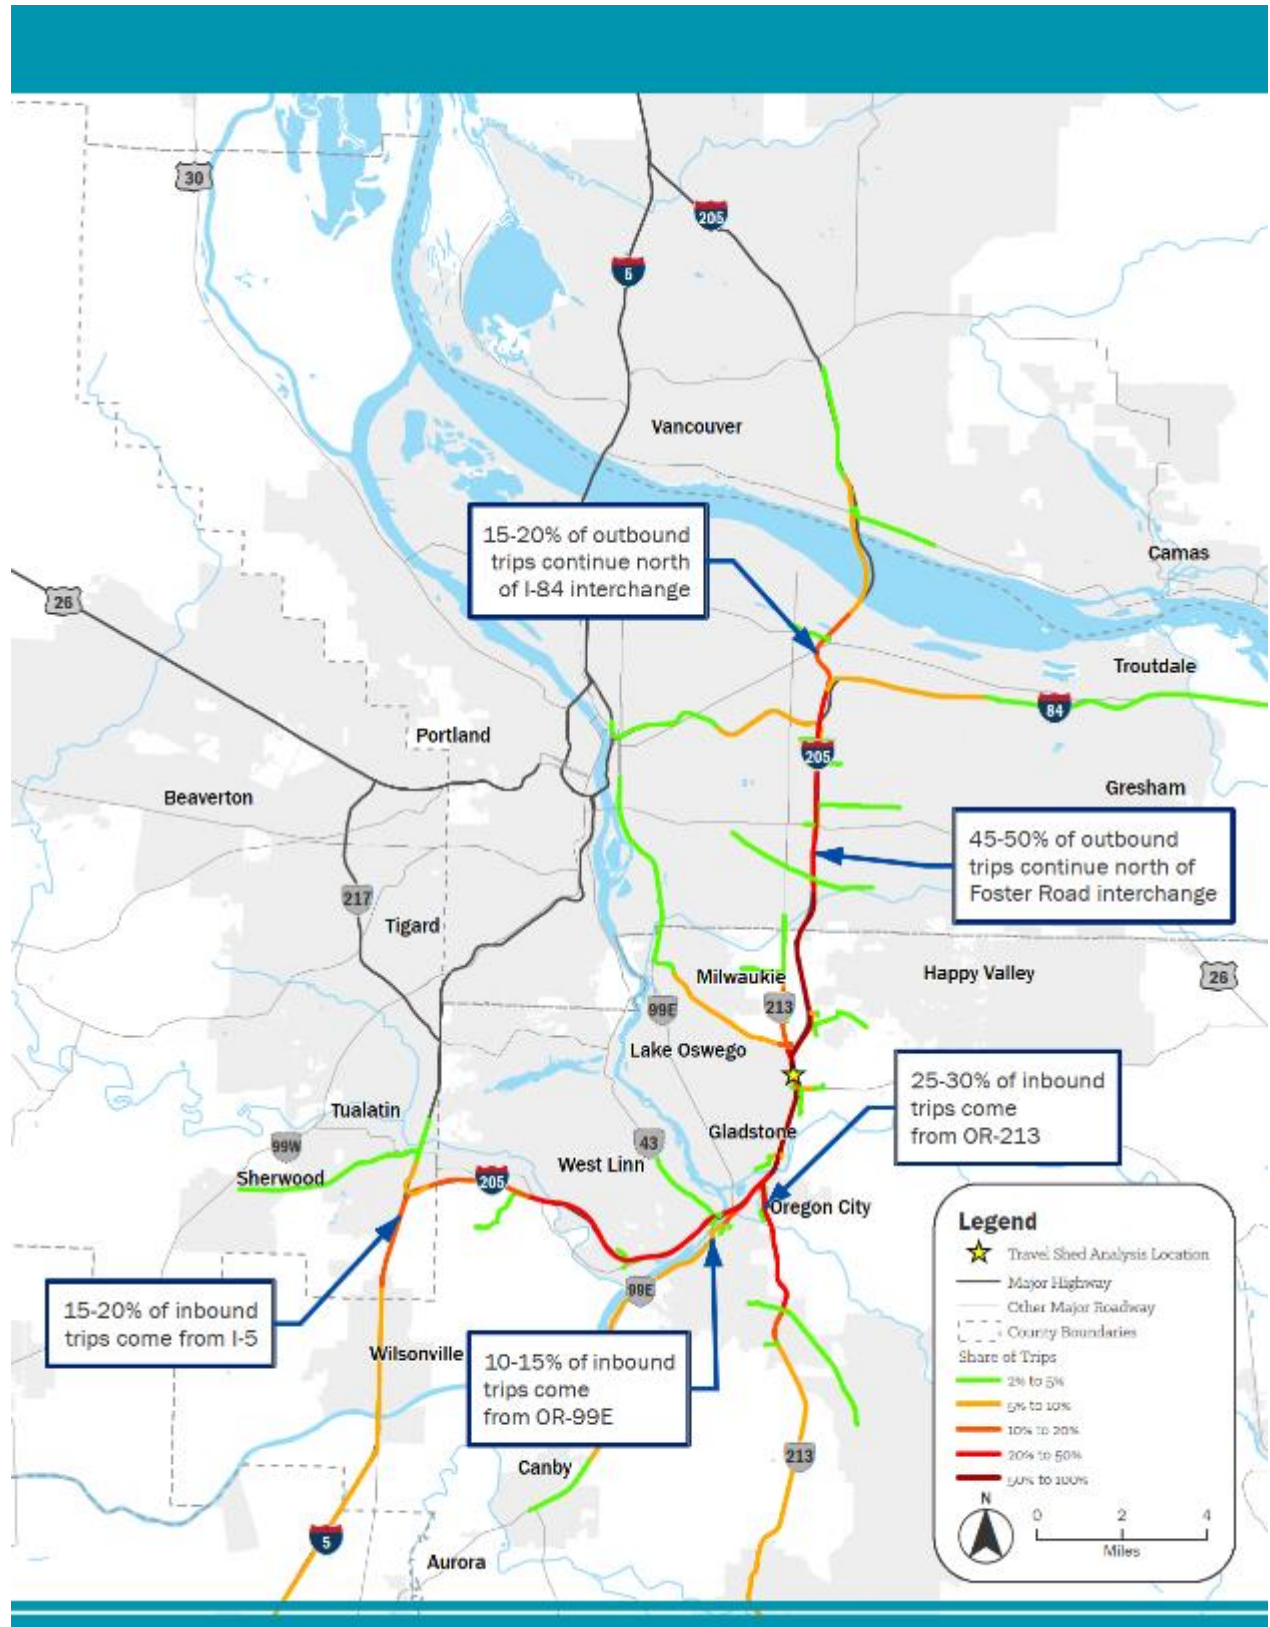 30
205
5
Vancouver
15-20% of outbound
trips continue north
of I-84 interchange
Camas
26
Troutdale
84
Portland
205
Beaverton
Gresham
45-50% of outbound
trips continue north of
Foster Road interchange
217
Tigard
Milwaukie
Happy Valley
26
99E
213
Lake Oswego
25-30% of inbound
trips come
from OR-213
Tualatin
99W
Gladstone
43
West Linn
Sherwood
205
Oregon City
Legend
Travel Shed Analysis Location
Major Highway
Other Major Roadway
County Boundaries
Share of Trips
2% to 5%
5% to 10%
10% to 20%
20% to 50%
50% to 100%
N
0 2 4
Miles
99E
15-20% of inbound
trips come from I-5
Wilsonville
10-15% of inbound
trips come
from OR-99E
213
Canby
5
Aurora